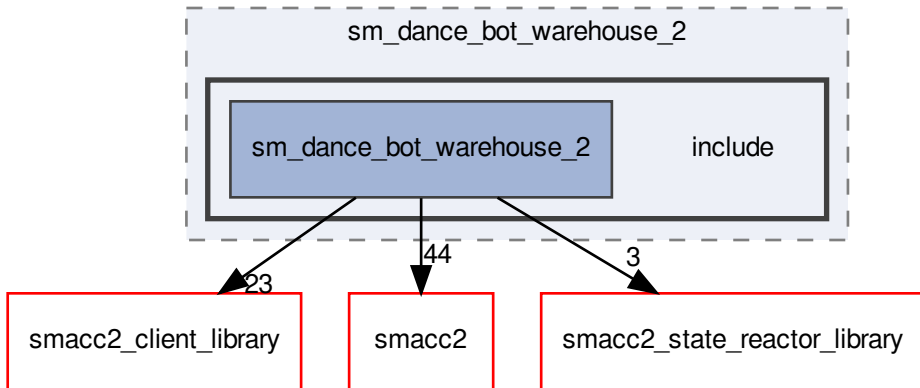 sm_dance_bot_warehouse_2
sm_dance_bot_warehouse_2
include
23
44
3
smacc2_client_library
smacc2
smacc2_state_reactor_library